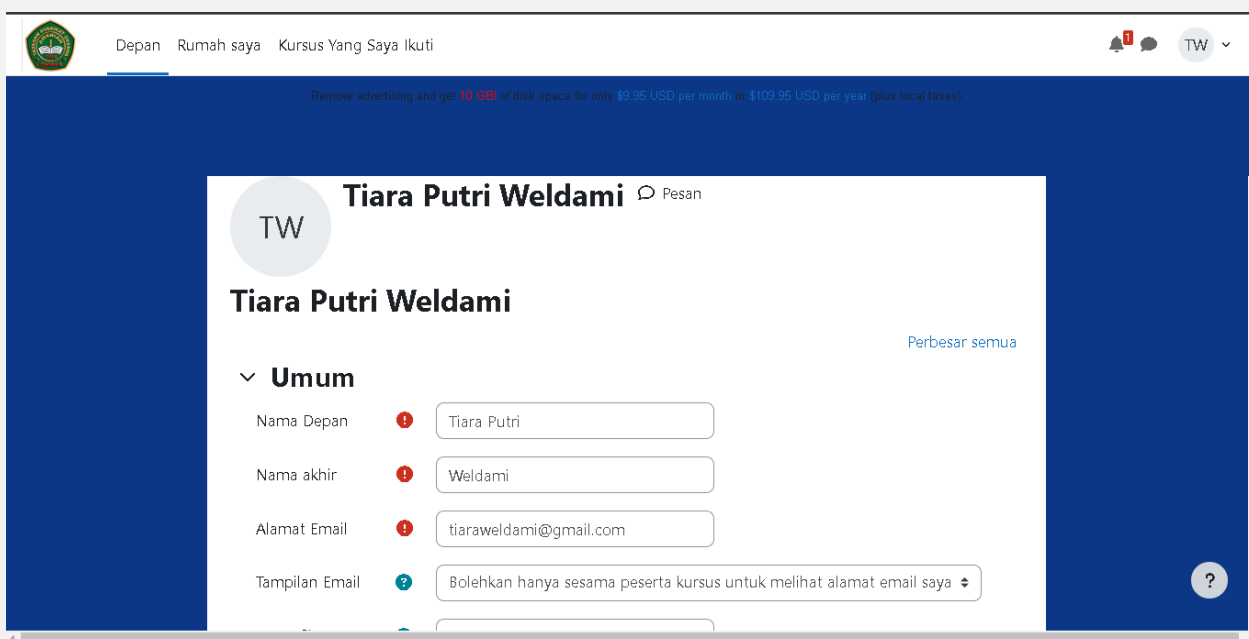 Depan Rumah saya Kursus Yang Saya Ikuti 1 TW
Remove advertising and get 10 GB! of disk space for only $9.95 USD per month or $109.95 USD per year (plus local taxes)
TW Tiara Putri Weldami Pesan
Tiara Putri Weldami
Perbesar semua
Umum
Nama Depan Tiara Putri
Nama akhir Weldami
Alamat Email tiaraweldami@gmail.com
Tampilan Email ? Bolehkan hanya sesama peserta kursus untuk melihat alamat email saya
?